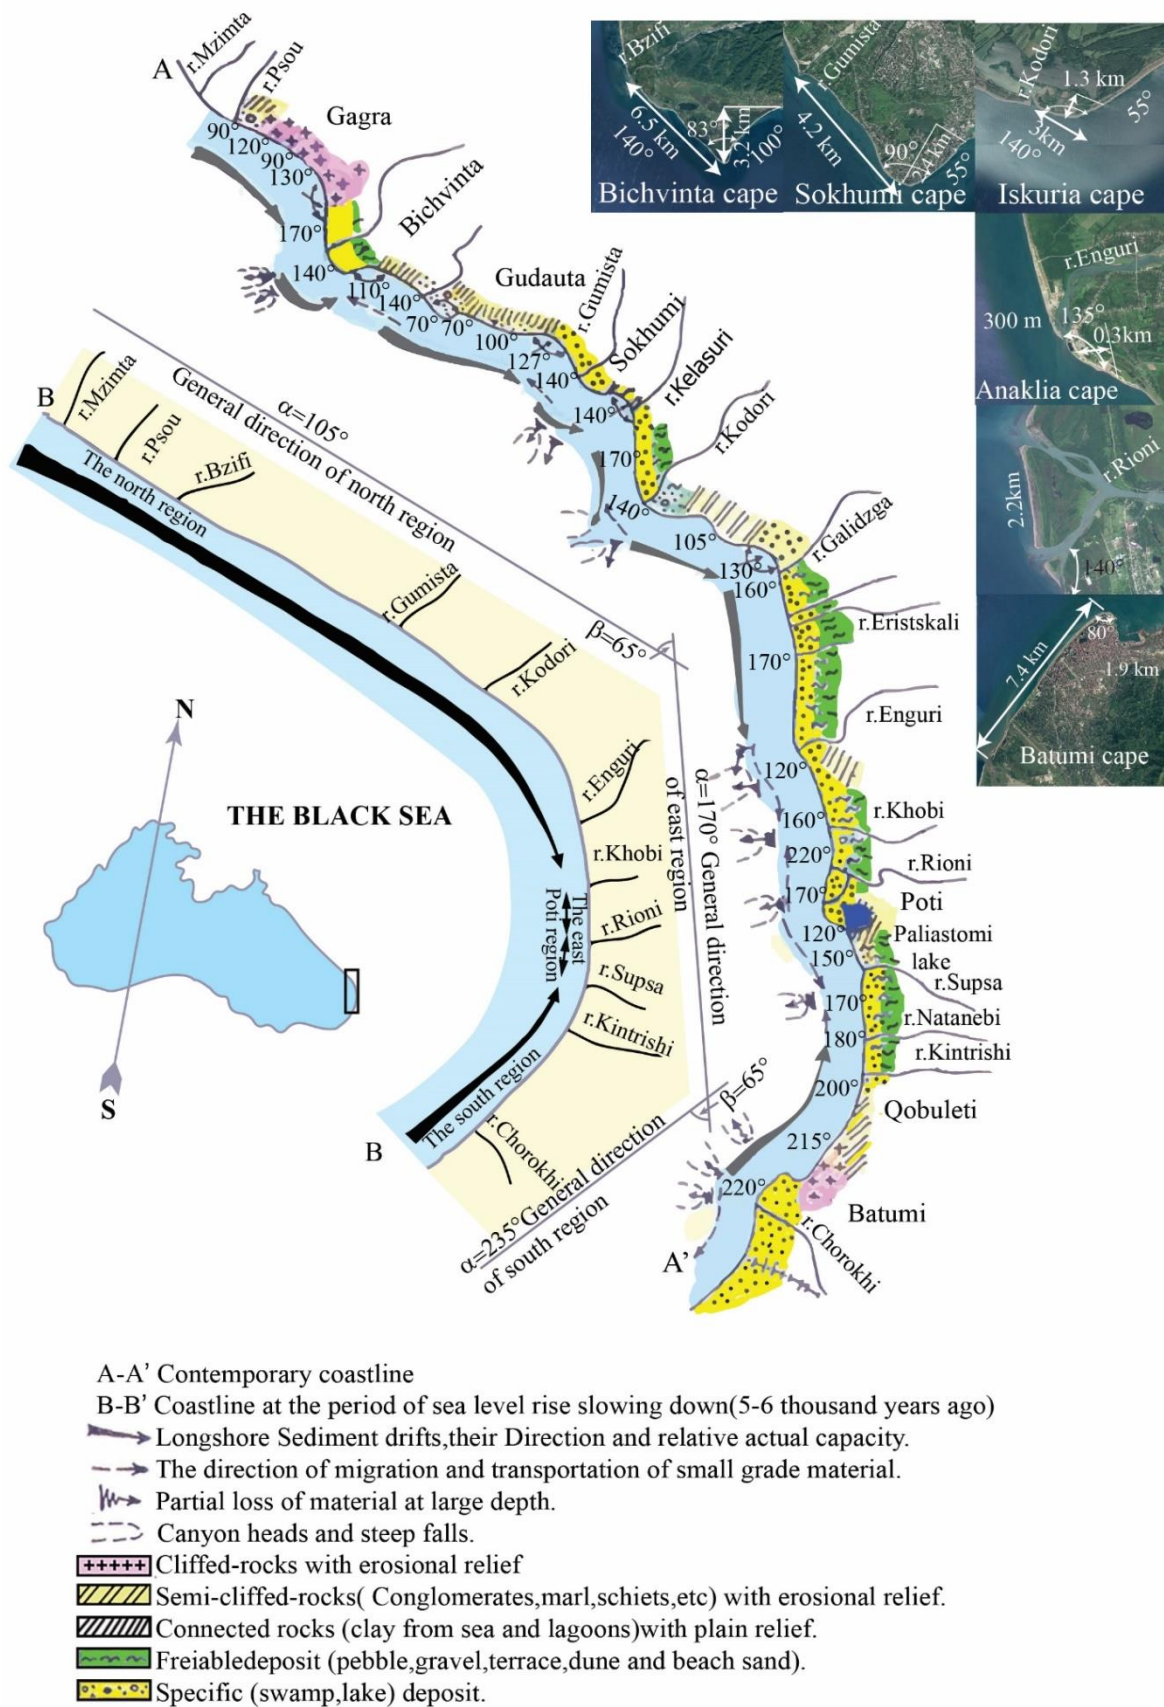 A
r.Mzimta
r.Psou
Gagra
90°
120°
90°
130°
170°
140°
Bichvinta
110°
140°
70°
70°
Gudauta
100°
127°
140°
r.Gumista
Sokhumi
r.Kelasuri
140°
170°
r.Kodori
140°
105°
130°
160°
r.Galidzga
r.Eristskali
170°
r.Enguri
120°
160°
r.Khobi
220°
r.Rioni
170°
Poti
120°
Paliastomi
lake
150°
r.Supsa
170°
r.Natanebi
180°
r.Kintrishi
200°
Qobuleti
215°
220°
Batumi
r.Chorokhi
A’
r.Bzifi
6.5 km
140°
83°
3.2 km
100°
Bichvinta cape
r.Gumista
4.2 km
90°
2.4 km
55°
Sokhumi cape
r.Kodori
1.3 km
55°
3km
140°
Iskuria cape
r.Enguri
300 m
135°
0.3km
Anaklia cape
r.Rioni
2.2km
140°
80°
7.4 km
1.9 km
Batumi cape
B
r.Mzimta
r.Psou
r.Bzifi
The north region
α=105°
General direction of north region
r.Gumista
r.Kodori
β=65°
r.Enguri
r.Khobi
The east
Poti region
r.Rioni
r.Supsa
r.Kintrishi
α=170° General direction
of east region
The south region
r.Chorokhi
B
β=65°
α=235°General direction
of south region
N
THE BLACK SEA
S
A-A’ Contemporary coastline
B-B’ Coastline at the period of sea level rise slowing down(5-6 thousand years ago)
Longshore Sediment drifts,their Direction and relative actual capacity.
The direction of migration and transportation of small grade material.
Partial loss of material at large depth.
Canyon heads and steep falls.
Cliffed-rocks with erosional relief
Semi-cliffed-rocks( Conglomerates,marl,schiets,etc) with erosional relief.
Connected rocks (clay from sea and lagoons)with plain relief.
Freiabledeposit (pebble,gravel,terrace,dune and beach sand).
Specific (swamp,lake) deposit.